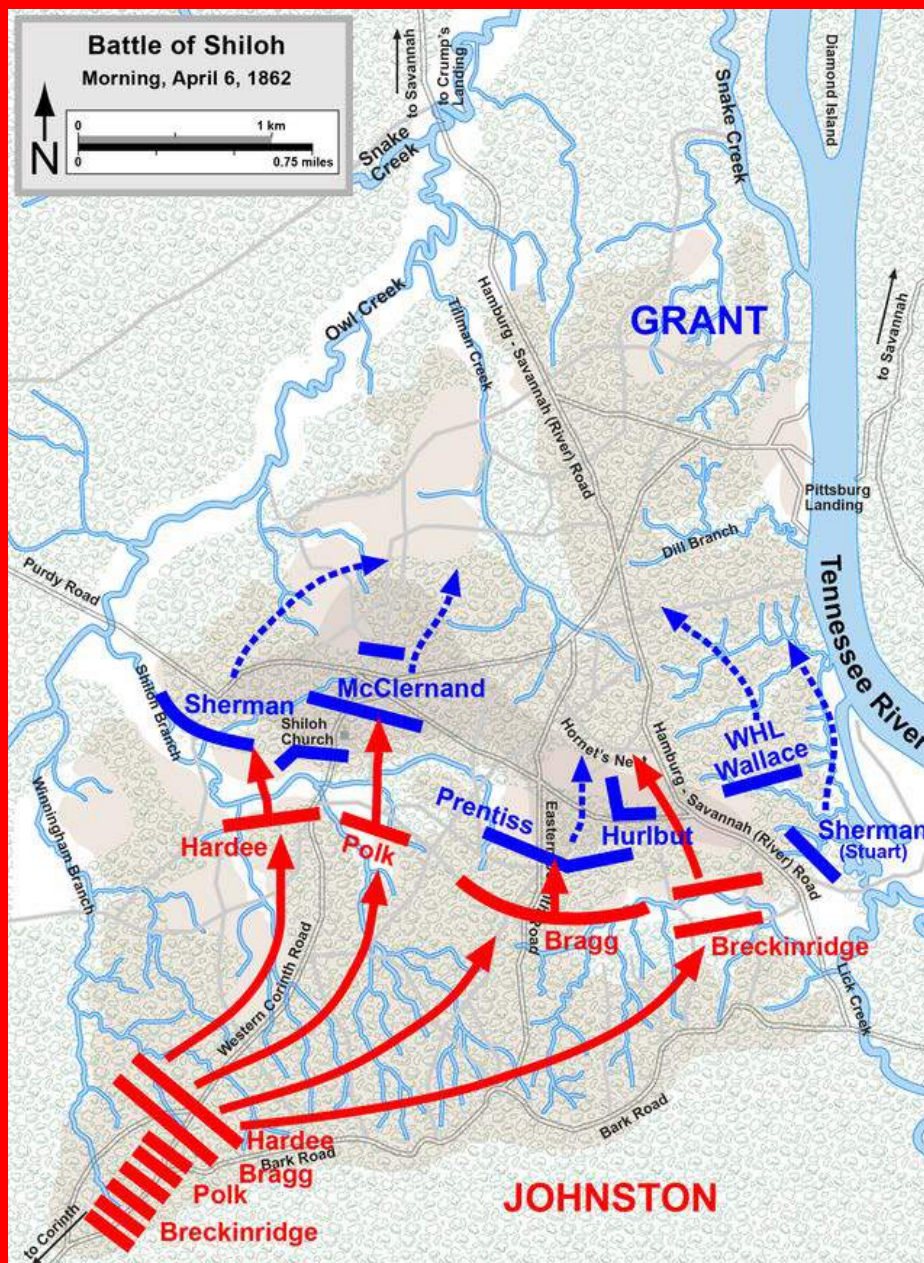 Battle of Shiloh
Morning, April 6, 1862
0 1 km
0 0.75 miles
N
to Savannah
to Crump's
Landing
Snake
Creek
Snake Creek
Diamond Island
Owl Creek
Tillman Creek
Hamburg - Savannah (River) Road
GRANT
to Savannah
Pittsburg
Landing
Dill Branch
Tennessee River
Purdy Road
Shiloh Branch
Sherman
McClernand
Shiloh
Church
Hornet's
WHL
Wallace
Winningham Branch
Hardee
Polk
Prentiss
Eastern
Road
Hurlbut
Hamburg - Savannah (River) Road
Sherman
(Stuart)
Bragg
Breckinridge
Western Corinth Road
Lick Creek
Bark Road
Hardee
Bark Road
Bragg
Polk
Breckinridge
JOHNSTON
to Corinth